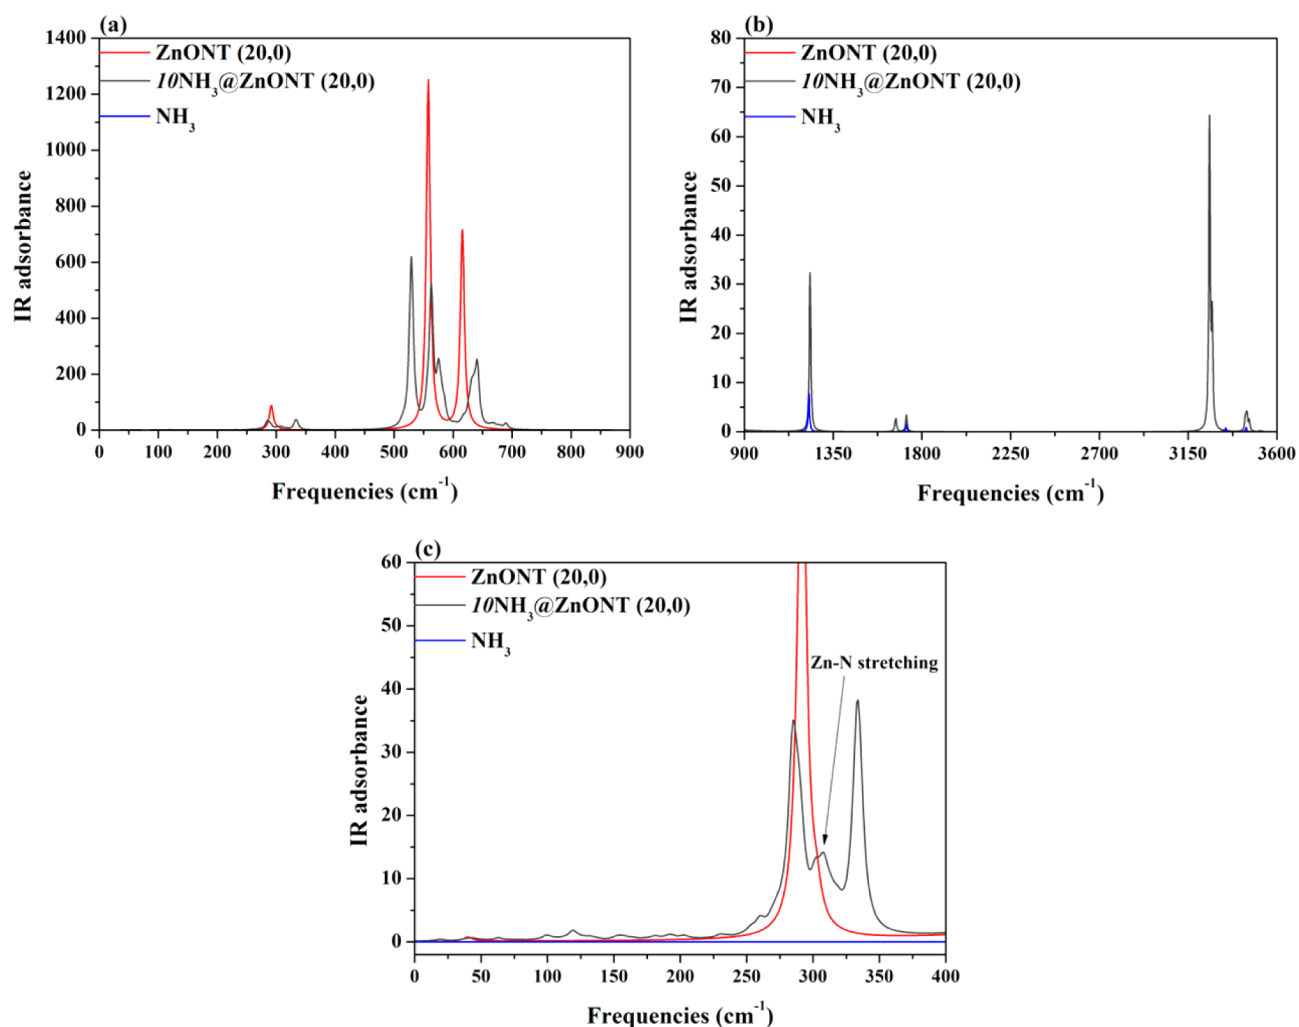 (a)
1400
1200
1000
800
600
400
200
0
IR adsorbance
ZnONT (20,0)
10NH3@ZnONT (20,0)
NH3
0 100 200 300 400 500 600 700 800 900
Frequencies (cm-1)
(b)
80
70
60
50
40
30
20
10
0
IR adsorbance
ZnONT (20,0)
10NH3@ZnONT (20,0)
NH3
900 1350 1800 2250 2700 3150 3600
Frequencies (cm-1)
(c)
60
50
40
30
20
10
0
IR adsorbance
ZnONT (20,0)
10NH3@ZnONT (20,0)
NH3
Zn-N stretching
0 50 100 150 200 250 300 350 400
Frequencies (cm-1)